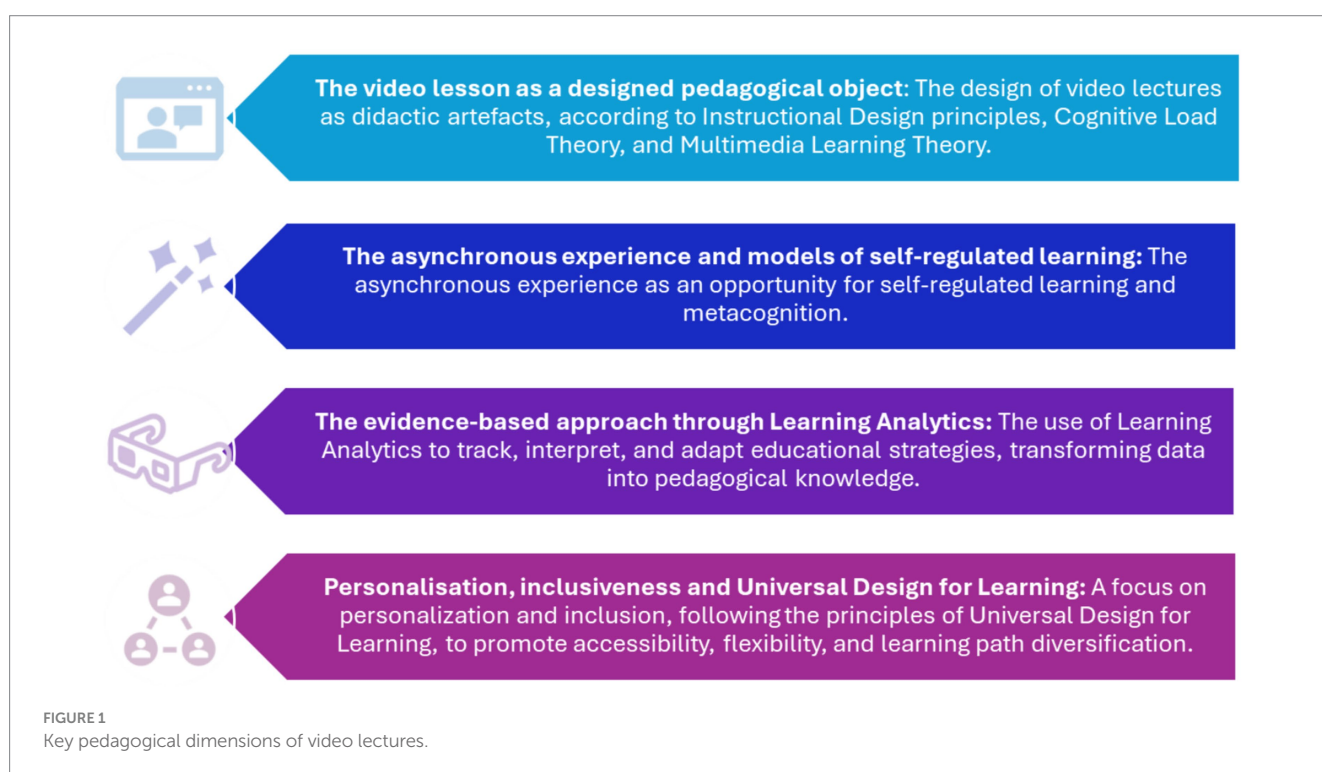 The video lesson as a designed pedagogical object: The design of video lectures
as didactic artefacts, according to Instructional Design principles, Cognitive Load
Theory, and Multimedia Learning Theory.
The asynchronous experience and models of self-regulated learning: The
asynchronous experience as an opportunity for self-regulated learning and
metacognition.
The evidence-based approach through Learning Analytics: The use of Learning
Analytics to track, interpret, and adapt educational strategies, transforming data
into pedagogical knowledge.
Personalisation, inclusiveness and Universal Design for Learning: A focus on
personalization and inclusion, following the principles of Universal Design for
Learning, to promote accessibility, flexibility, and learning path diversification.
FIGURE 1
Key pedagogical dimensions of video lectures.